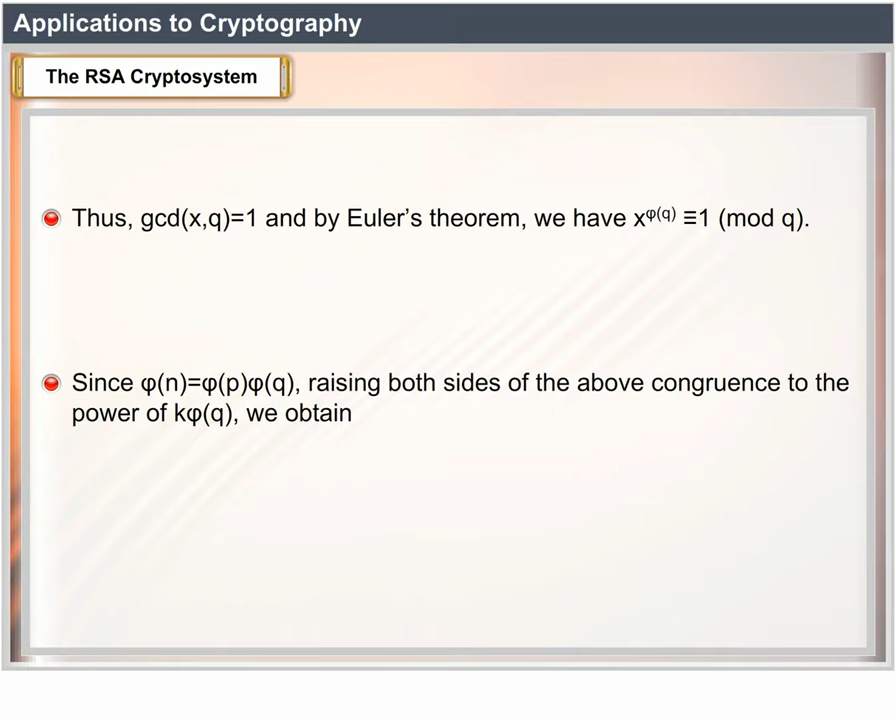 Applications to Cryptography
The RSA Cryptosystem
Thus, gcd(x,q)=1 and by Euler’s theorem, we have x^φ(q) ≡1 (mod q).
Since φ(n)=φ(p)φ(q), raising both sides of the above congruence to the
power of kφ(q), we obtain